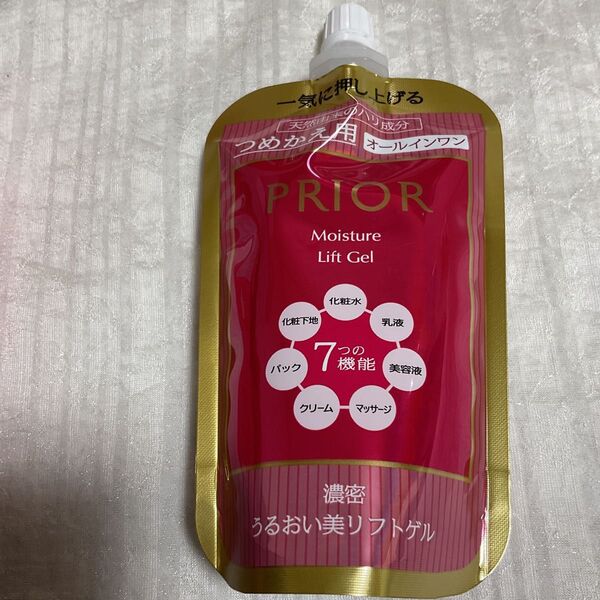 一気に押し上げる
天然由来のハリ成分
つめかえ用 オールインワン
PRIOR
Moisture
Lift Gel
化粧水
化粧下地 乳液
パック 7つの機能 美容液
クリーム マッサージ
濃密
うるおい美リフトゲル